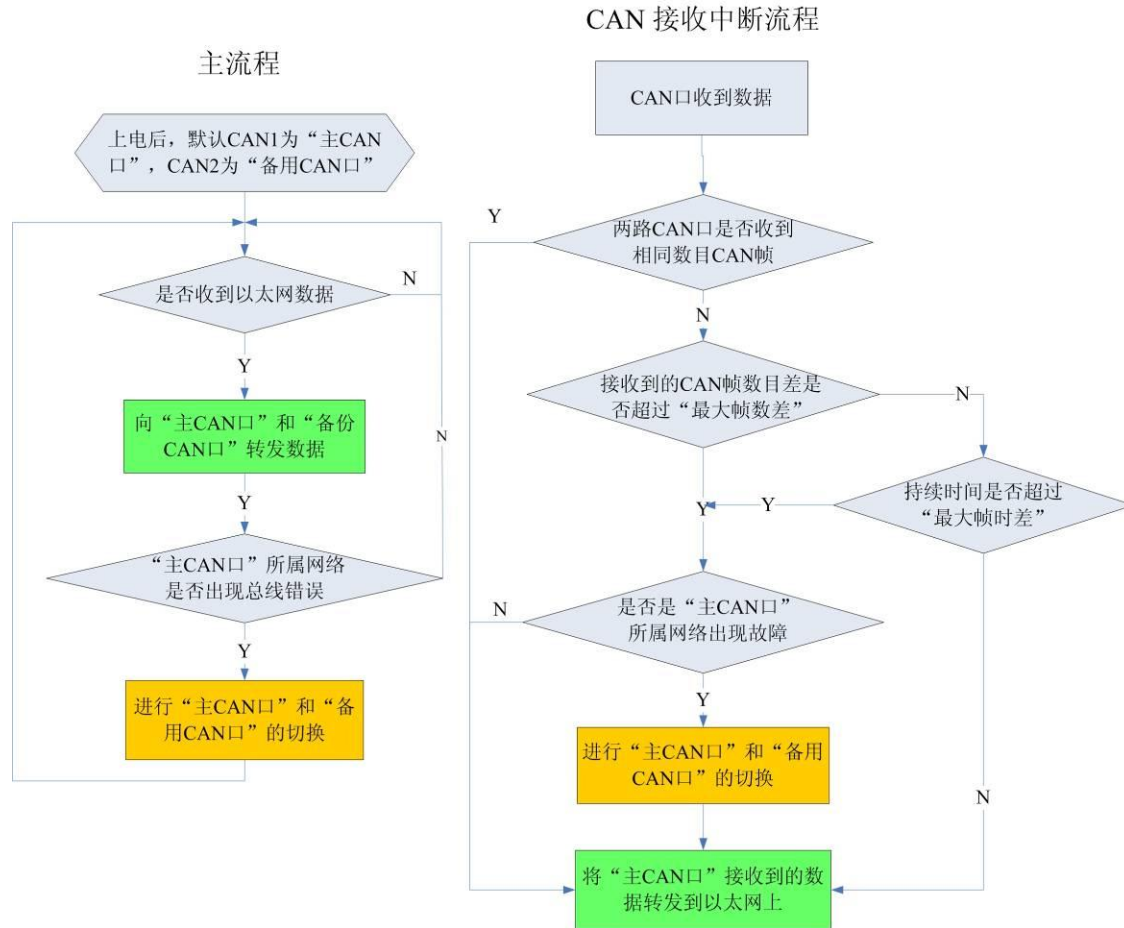 CAN 接收中断流程
主流程
上电后，默认CAN1为“主CAN
口”，CAN2为“备用CAN口”
是否收到以太网数据
N
Y
向“主CAN口”和“备份
CAN口”转发数据
Y
N
“主CAN口”所属网络
是否出现总线错误
Y
进行“主CAN口”和“备
用CAN口”的切换
CAN口收到数据
Y
两路CAN口是否收到
相同数目CAN帧
N
接收到的CAN帧数目差是
否超过“最大帧数差”
N
持续时间是否超过
“最大帧时差”
Y
Y
N
是否是“主CAN口”
所属网络出现故障
N
Y
进行“主CAN口”和“备用
CAN口”的切换
将“主CAN口”接收到的数
据转发到以太网上